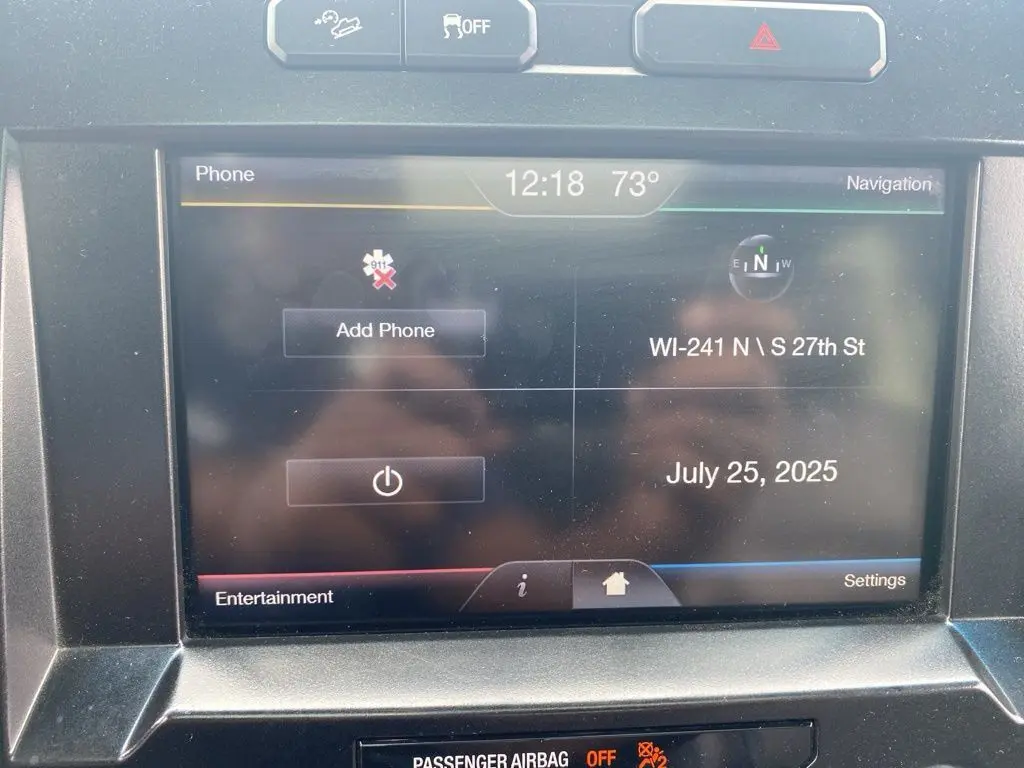 OFF
Phone
12:18 73°
Navigation
911
E N W
Add Phone
WI-241 N \ S 27th St
July 25, 2025
i
Entertainment
Settings
PASSENGER AIRBAG OFF 2